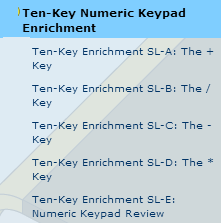 Ten-Key Numeric Keypad
Enrichment
Ten-Key Enrichment SL-A: The +
Key
Ten-Key Enrichment SL-B: The /
Key
Ten-Key Enrichment SL-C: The -
Key
Ten-Key Enrichment SL-D: The *
Key
Ten-Key Enrichment SL-E:
Numeric Keypad Review